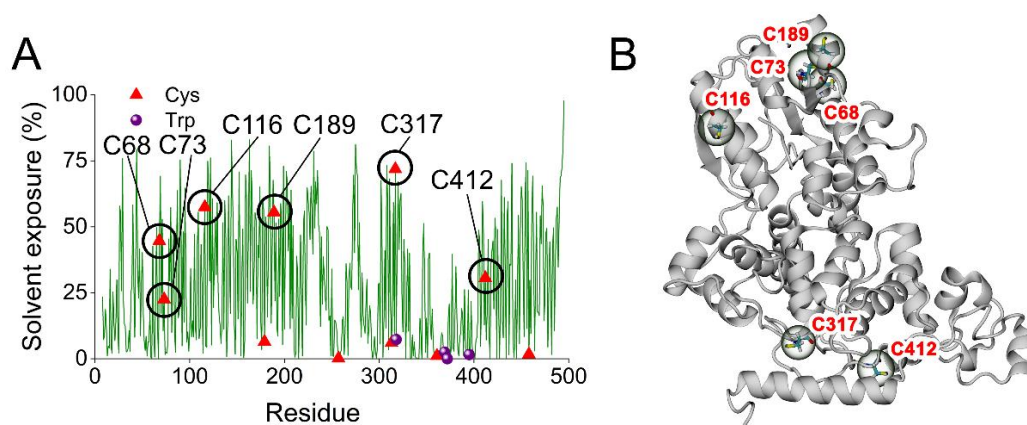 A
Solvent exposure (%)
100
75
50
25
0
Cys
Trp
C68
C73
C116
C189
C317
C412
0
100
200
300
400
500
Residue
B
C189
C73
C116
C68
C317
C412